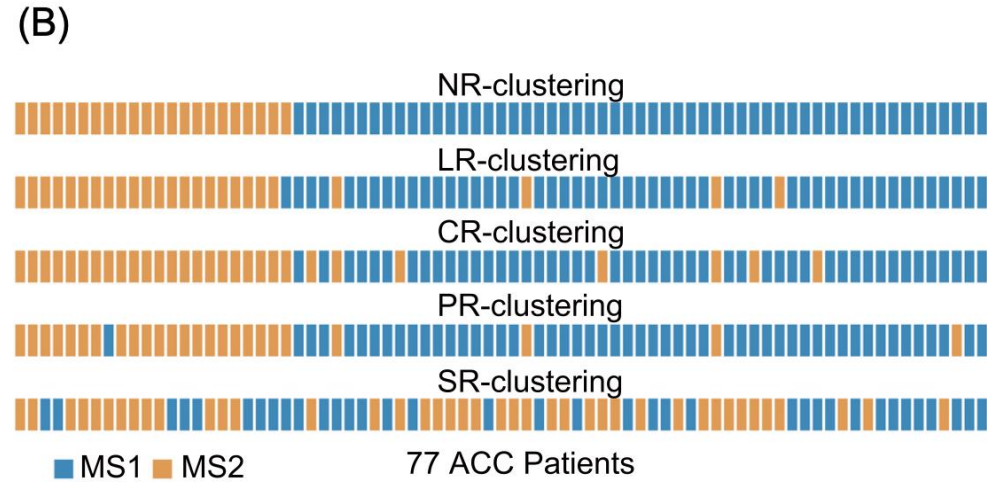 (B)
NR-clustering
LR-clustering
CR-clustering
PR-clustering
SR-clustering
MS1 MS2 77 ACC Patients